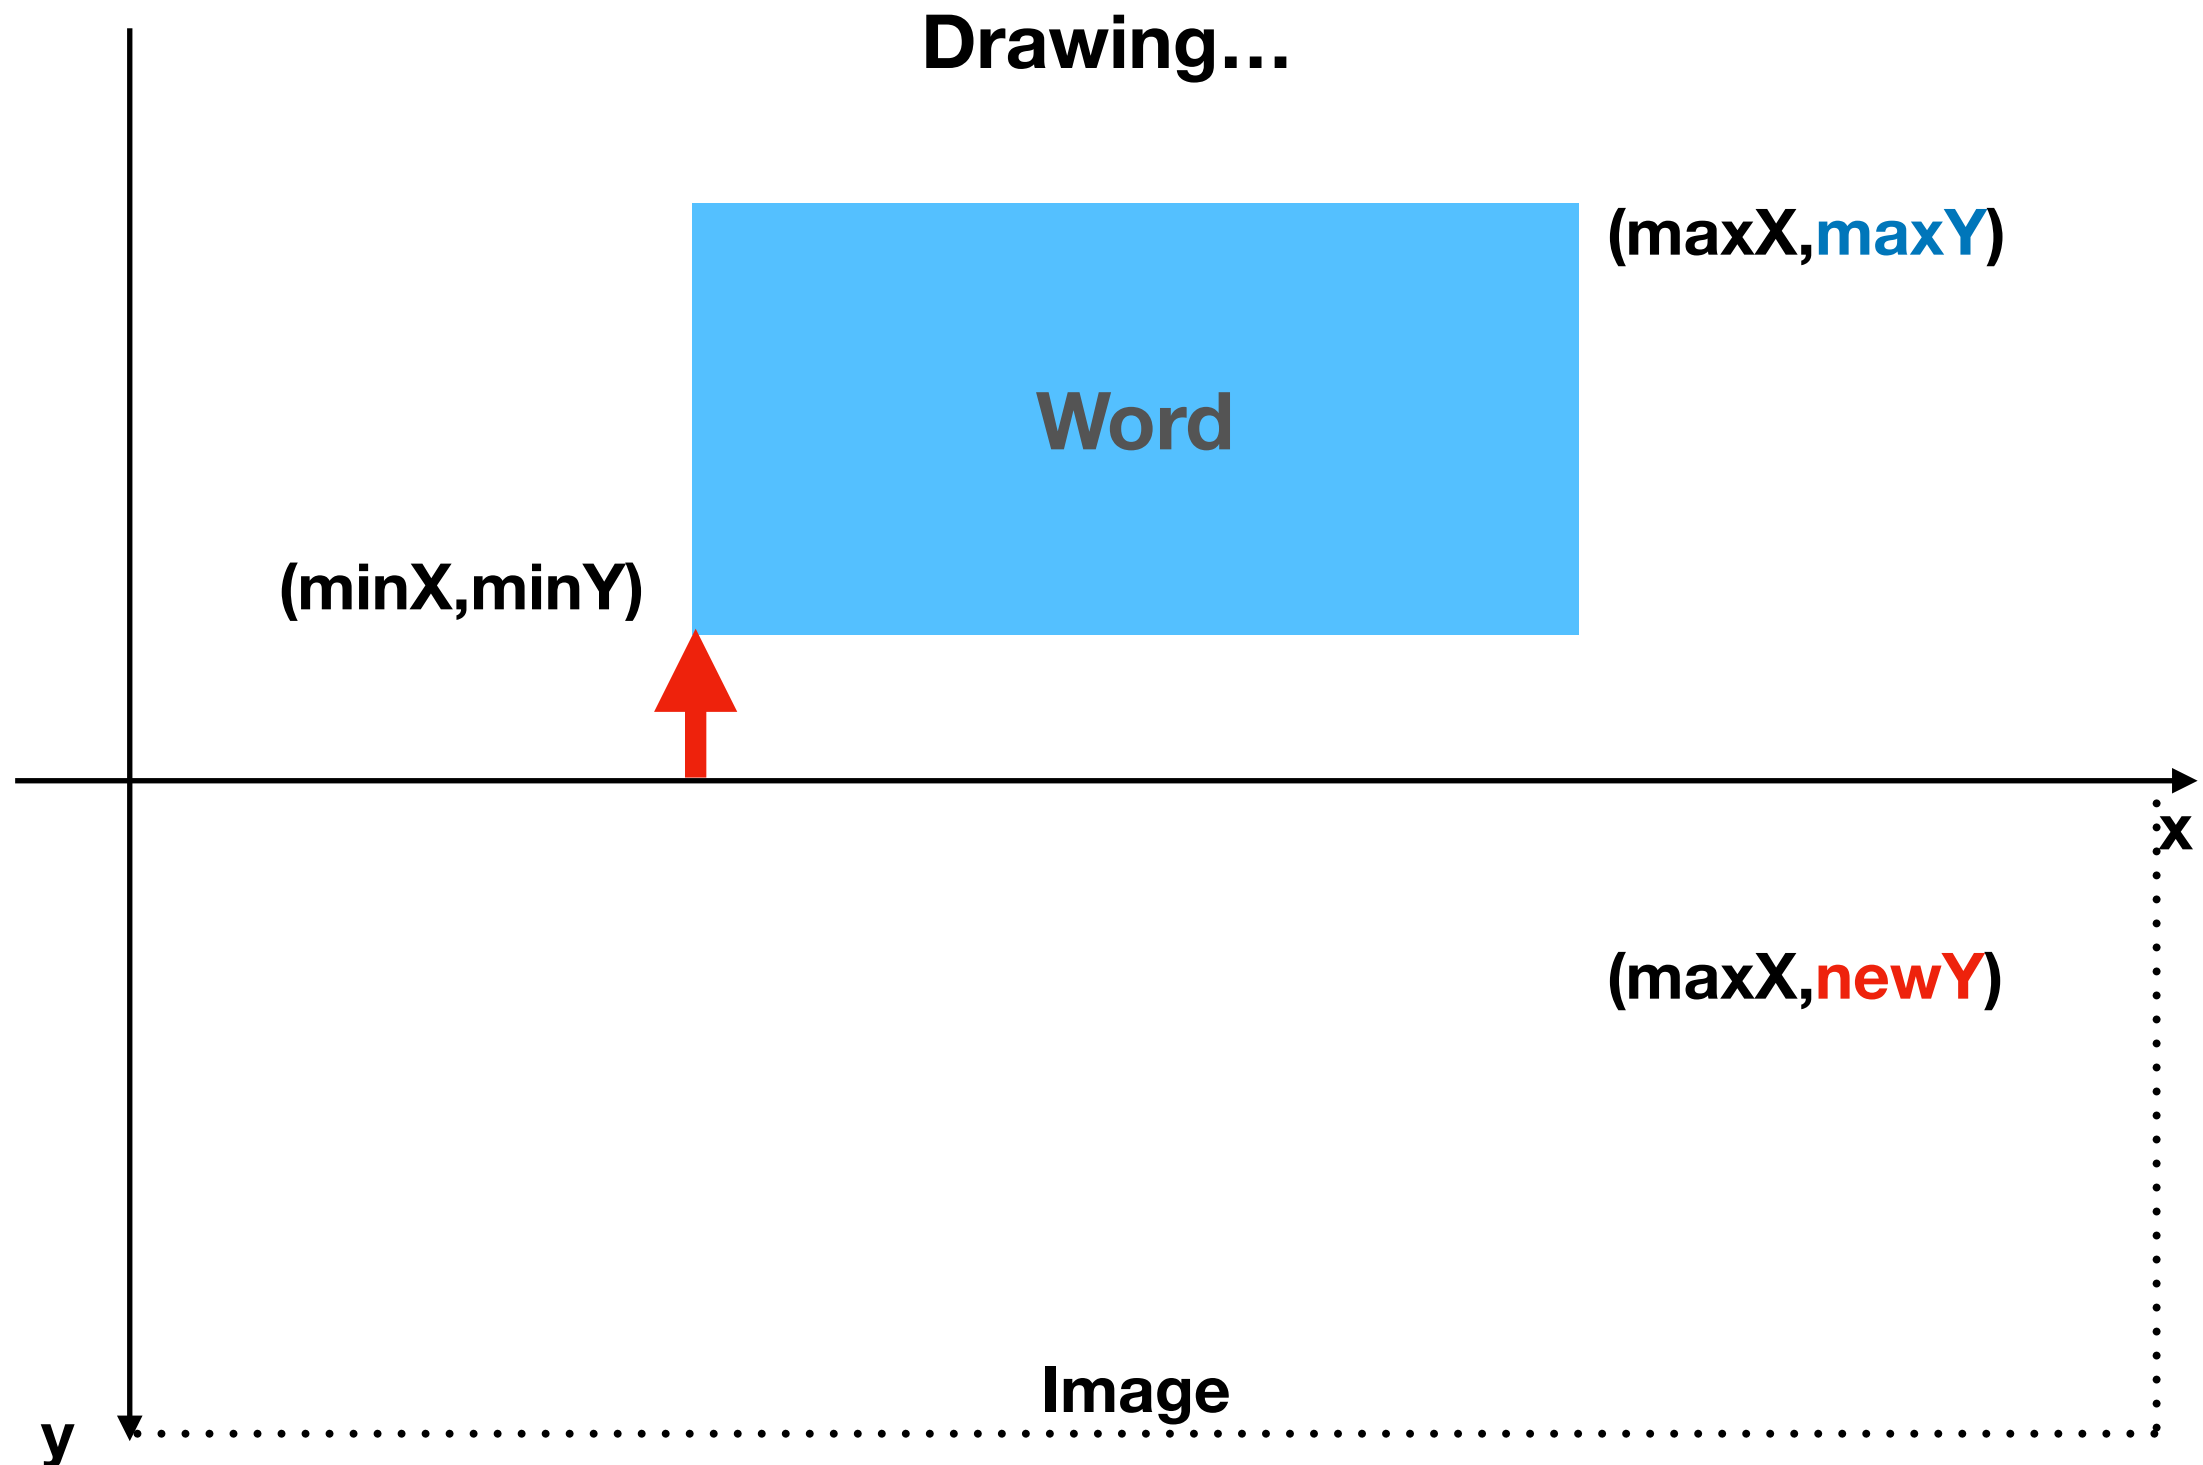 Drawing…
(maxX,maxY)
Word
(minX,minY)
x
(maxX,newY)
Image
y